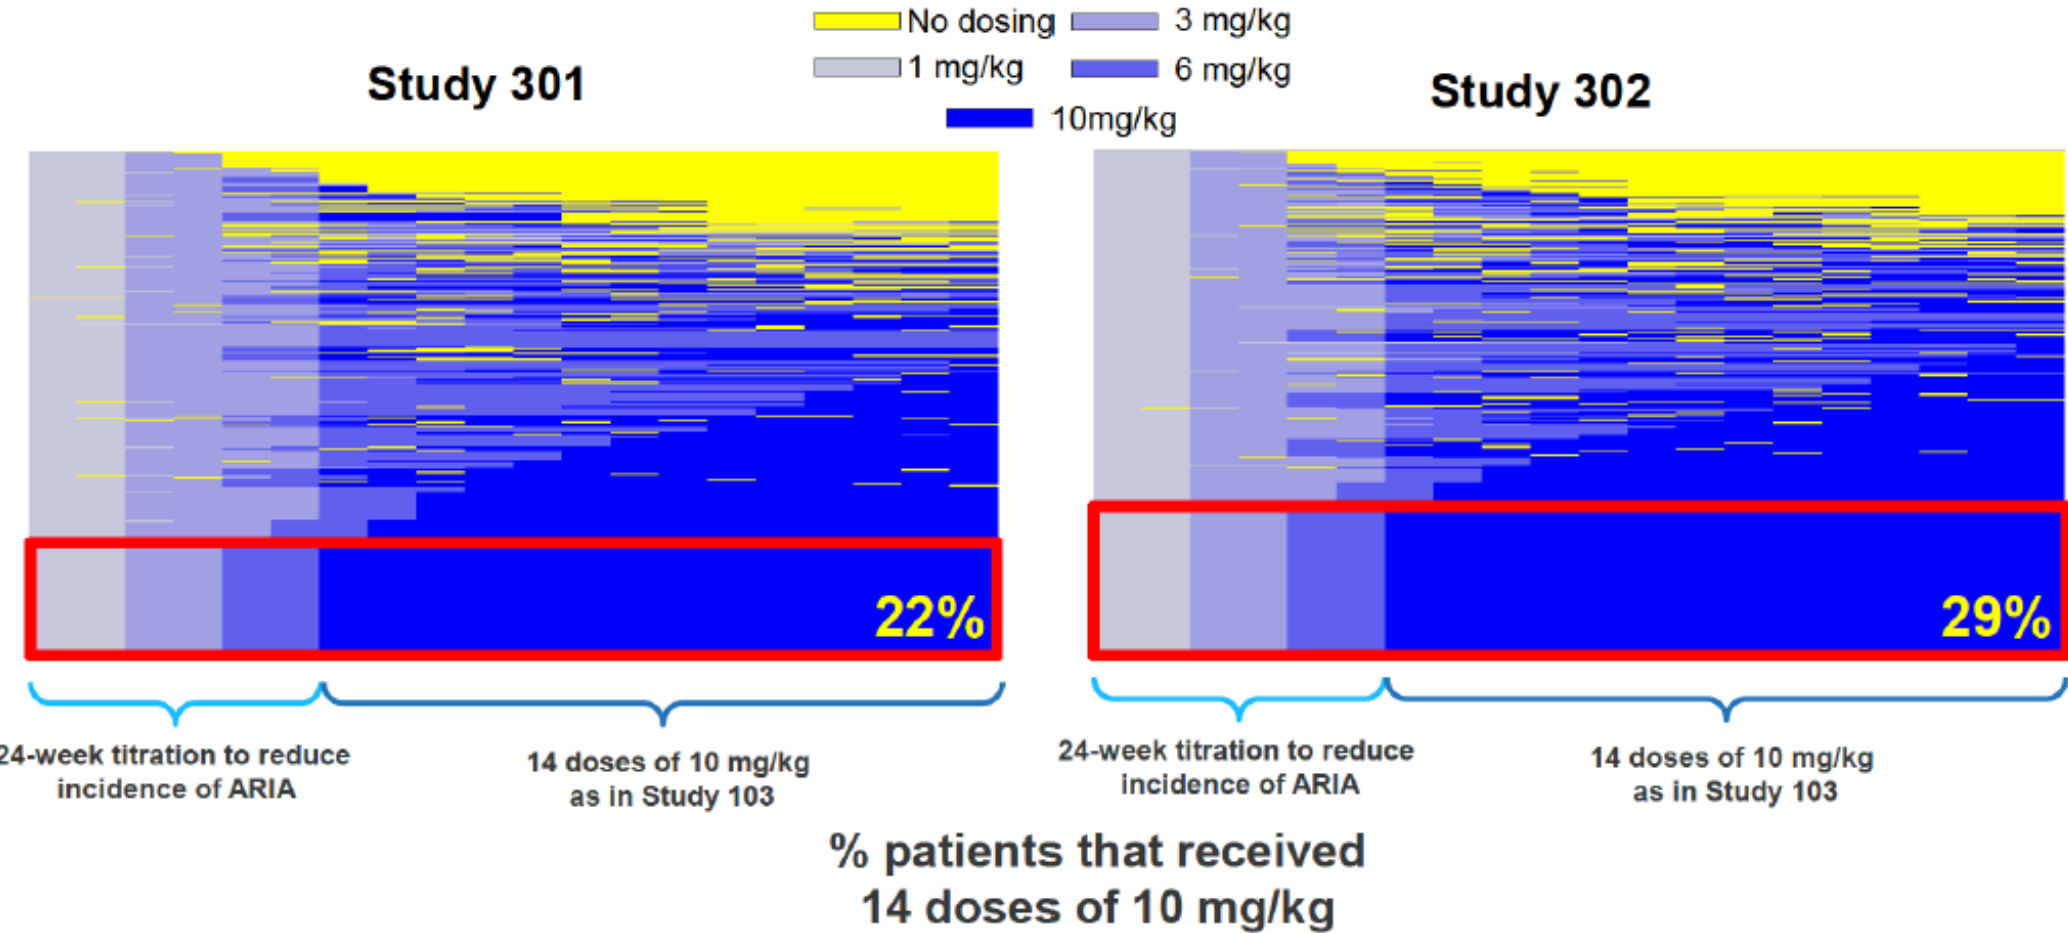 No dosing
3 mg/kg
1 mg/kg
6 mg/kg
10mg/kg
Study 301
Study 302
22%
29%
24-week titration to reduce
incidence of ARIA
14 doses of 10 mg/kg
as in Study 103
24-week titration to reduce
incidence of ARIA
14 doses of 10 mg/kg
as in Study 103
% patients that received
14 doses of 10 mg/kg